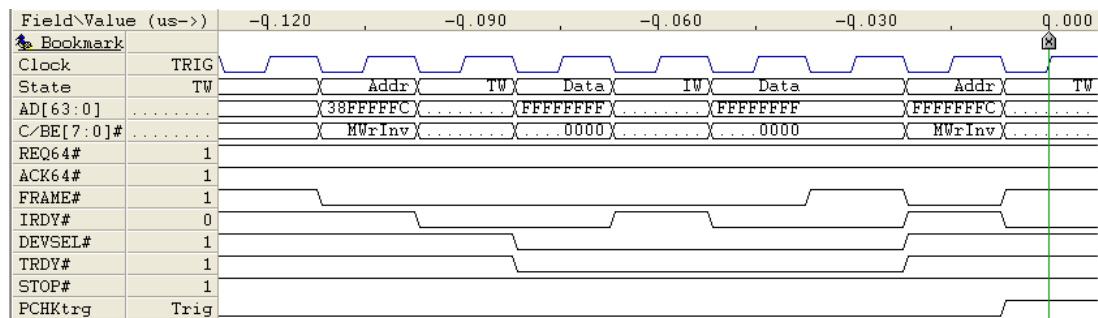 Field\Value (us->) -0.120 -0.090 -0.060 -0.030 0.000
Bookmark
Clock TRIG
State TW Addr TW Data IW Data Addr TW
AD[63:0] ........ 38FFFFFC ........ FFFFFFFF ........ FFFFFFFF FFFFFFFC ........
C/BE[7:0]# ........ MWrInv ........ ....0000 ........ ....0000 MWrInv ........
REQ64# 1
ACK64# 1
FRAME# 1
IRDY# 0
DEVSEL# 1
TRDY# 1
STOP# 1
PCHKtrg Trig